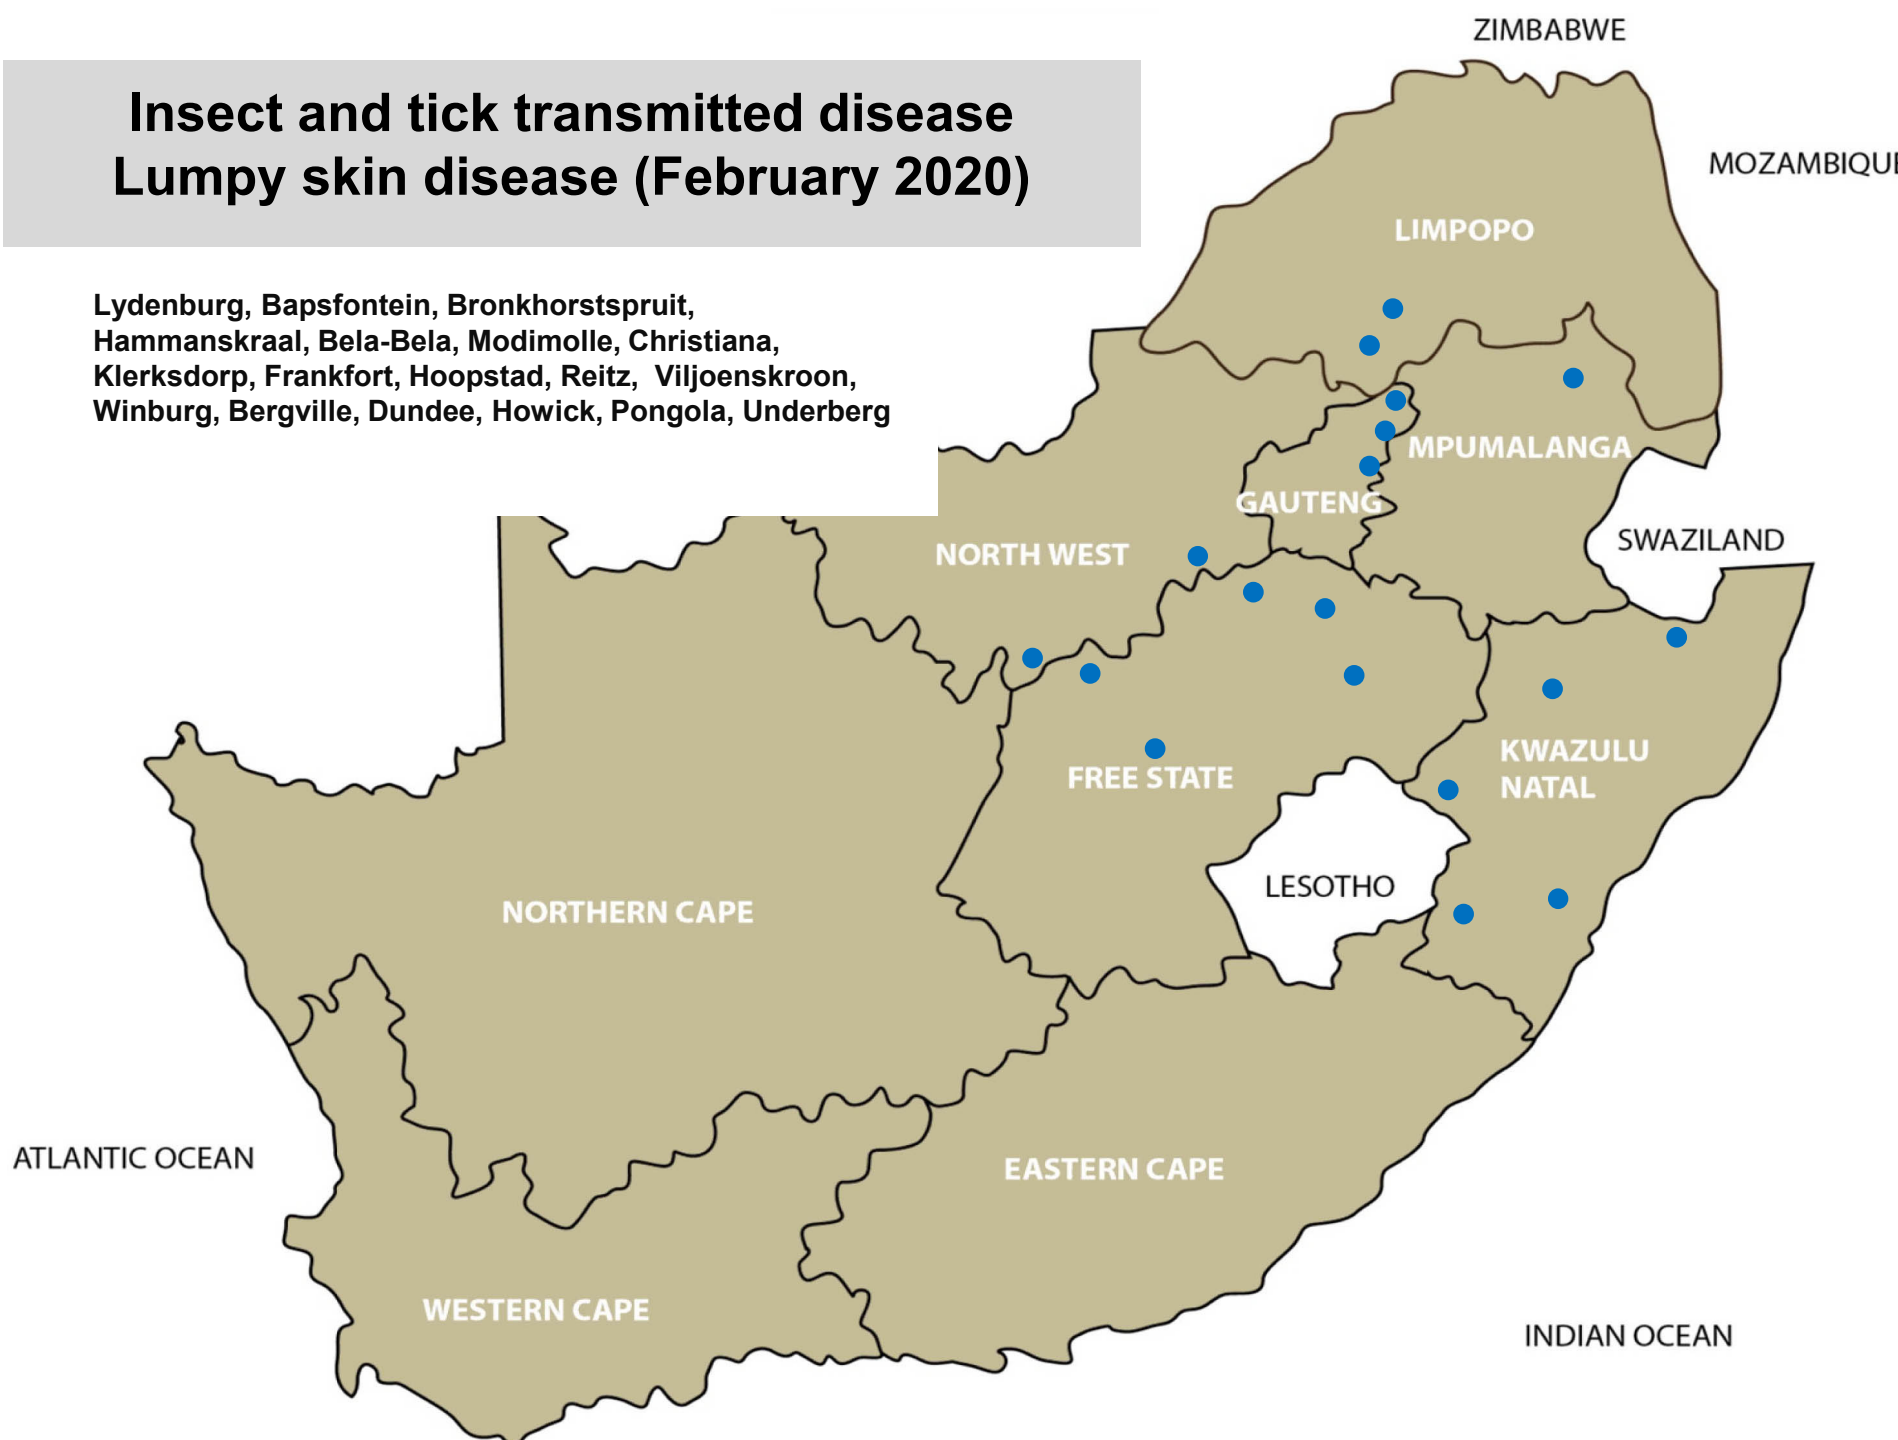 ZIMBABWE
Insect and tick transmitted disease
Lumpy skin disease (February 2020)
MOZAMBIQUE
LIMPOPO
Lydenburg, Bapsfontein, Bronkhorstspruit,
Hammanskraal, Bela-Bela, Modimolle, Christiana,
Klerksdorp, Frankfort, Hoopstad, Reitz, Viljoenskroon,
Winburg, Bergville, Dundee, Howick, Pongola, Underberg
MPUMALANGA
GAUTENG
SWAZILAND
NORTH WEST
KWAZULU
NATAL
FREE STATE
LESOTHO
NORTHERN CAPE
ATLANTIC OCEAN
EASTERN CAPE
WESTERN CAPE
INDIAN OCEAN